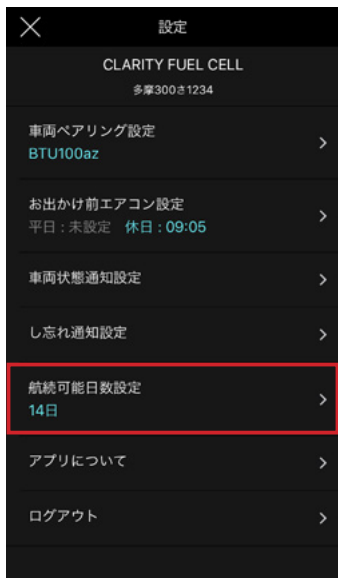 設定
CLARITY FUEL CELL
多摩300さ1234
車両ペアリング設定
BTU100az
お出かけ前エアコン設定
平日：未設定 休日：09:05
車両状態通知設定
し忘れ通知設定
航続可能日数設定
14日
アプリについて
ログアウト